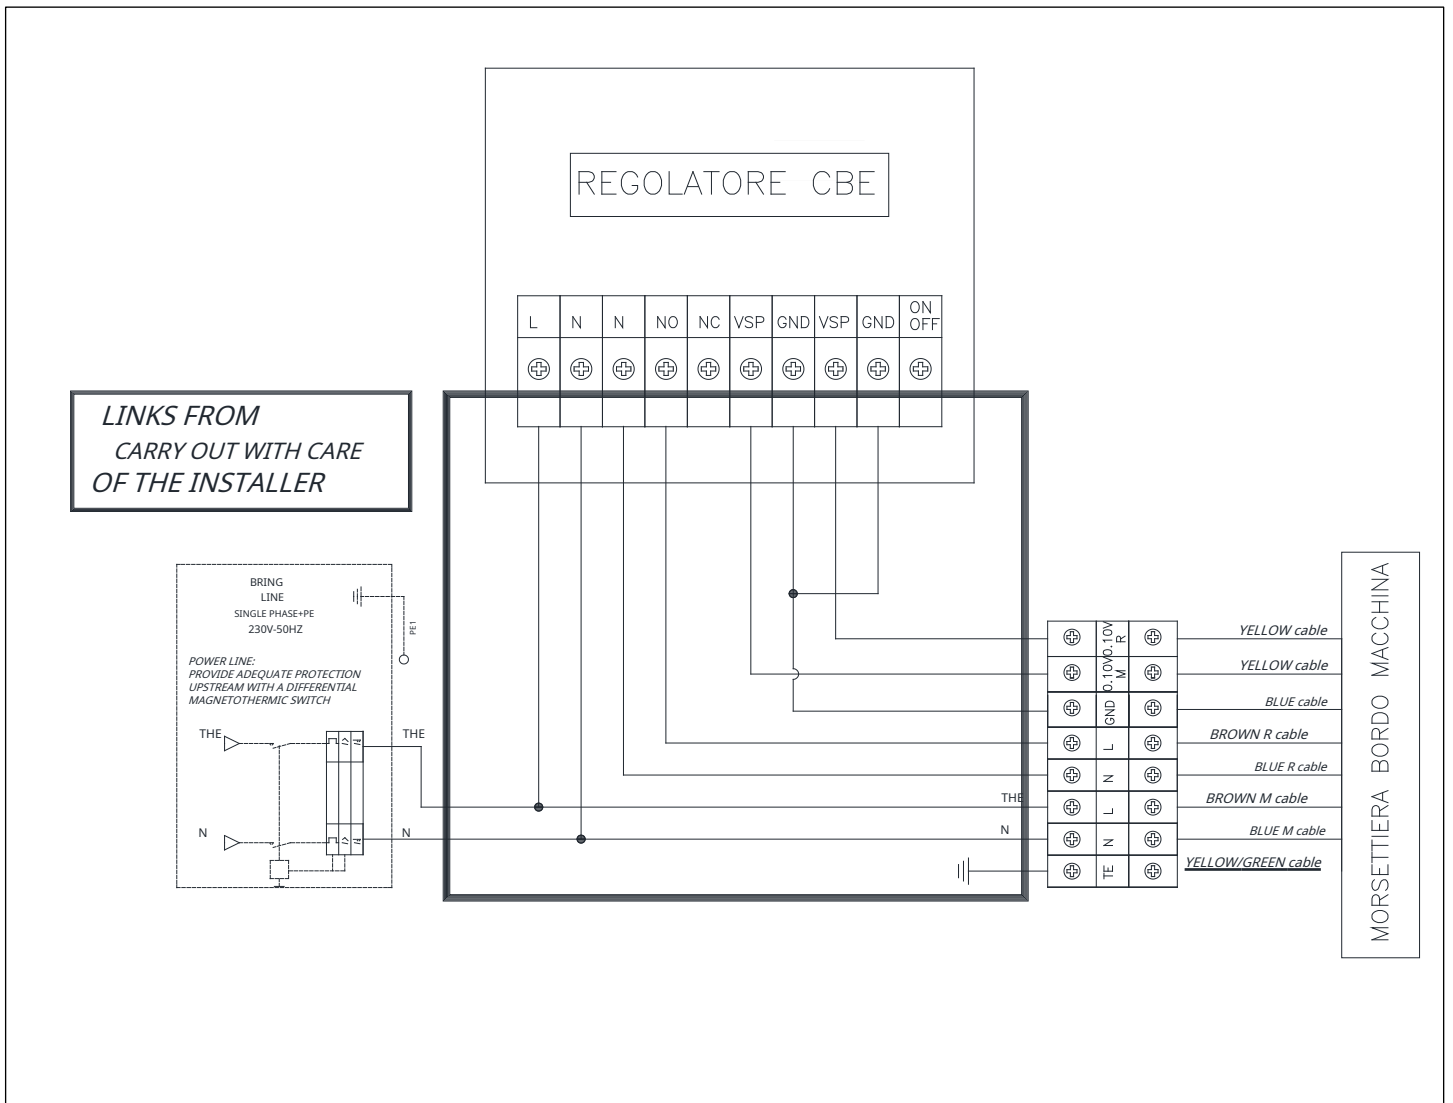 REGOLATORE CBE
L N N NO NC VSP GND VSP GND ON OFF
LINKS FROM
CARRY OUT WITH CARE
OF THE INSTALLER
BRING
LINE
SINGLE PHASE+PE
230V-50HZ
PE1
POWER LINE:
PROVIDE ADEQUATE PROTECTION
UPSTREAM WITH A DIFFERENTIAL
MAGNETOTHERMIC SWITCH
THE
THE
N
N
THE
N
0.10V R
0.10V M
GND
L
N
L
N
TE
YELLOW cable
YELLOW cable
BLUE cable
BROWN R cable
BLUE R cable
BROWN M cable
BLUE M cable
YELLOW/GREEN cable
MORSETTIERA BORDO MACCHINA